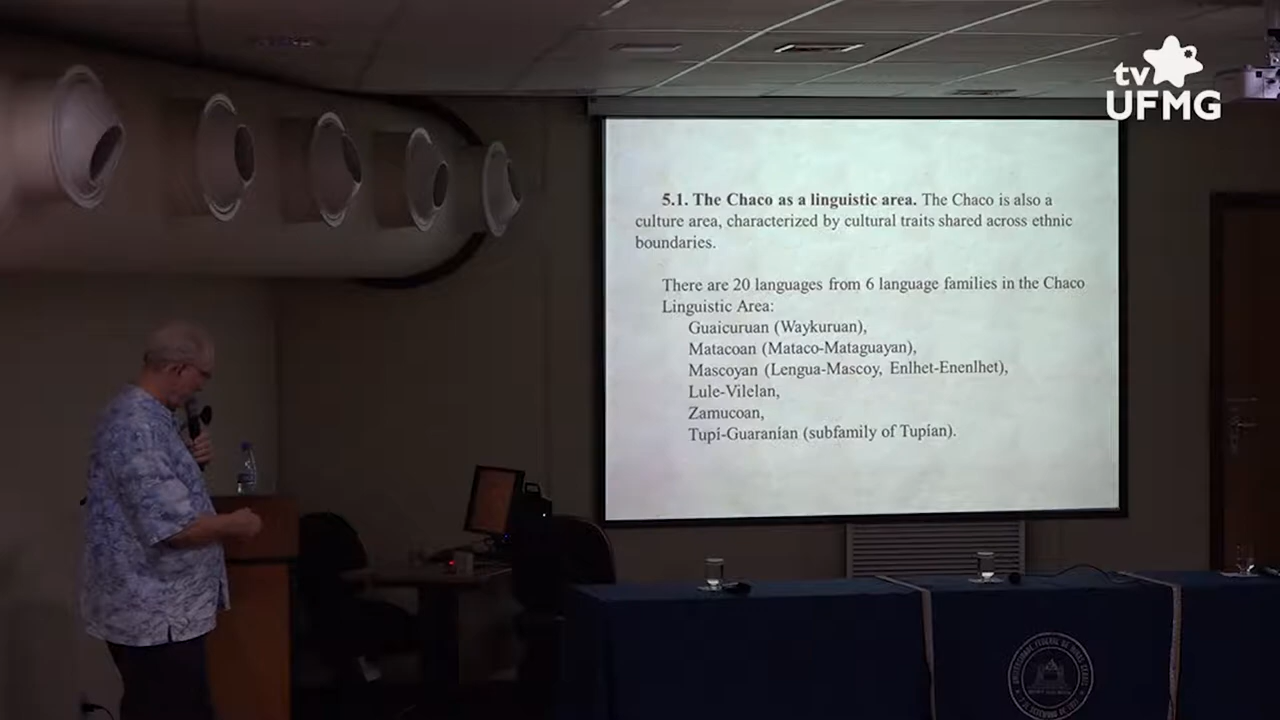 tv
UFMG
5.1. The Chaco as a linguistic area. The Chaco is also a
culture area, characterized by cultural traits shared across ethnic
boundaries.
There are 20 languages from 6 language families in the Chaco
Linguistic Area:
Guaicuruan (Waykuruan),
Matacoan (Mataco-Mataguayan),
Mascoyan (Lengua-Mascoy, Enlhet-Enenlhet),
Lule-Vilelan,
Zamucoan,
Tupi-Guaranian (subfamily of Tupían).